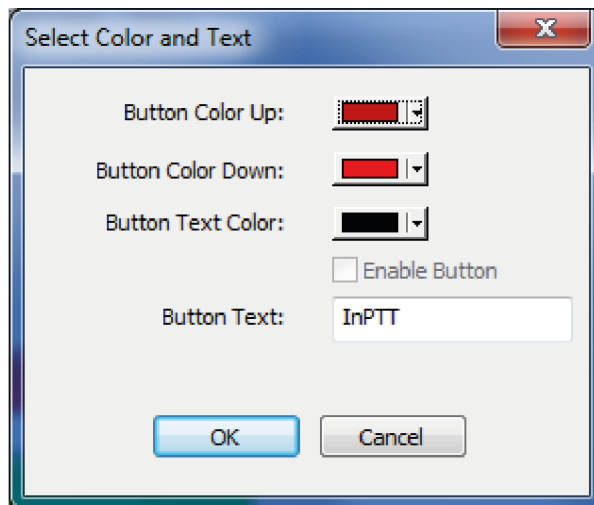 Select Color and Text
Button Color Up:
Button Color Down:
Button Text Color:
Enable Button
Button Text: InPTT
OK Cancel